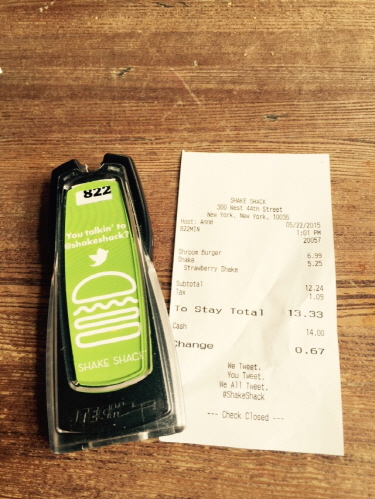 822
You talkin' to
@shakeshack?
SHAKE SHACK
SHAKE SHACK
300 West 44th Street
New York, New York, 10036
Host: Anne 05/22/2015
822MIN 1:01 PM
20057
Shroom Burger 6.99
Shake 5.25
Strawberry Shake
Subtotal 12.24
Tax 1.09
To Stay Total 13.33
Cash 14.00
Change 0.67
We Tweet.
You Tweet.
We All Tweet.
@ShakeShack
--- Check Closed ---